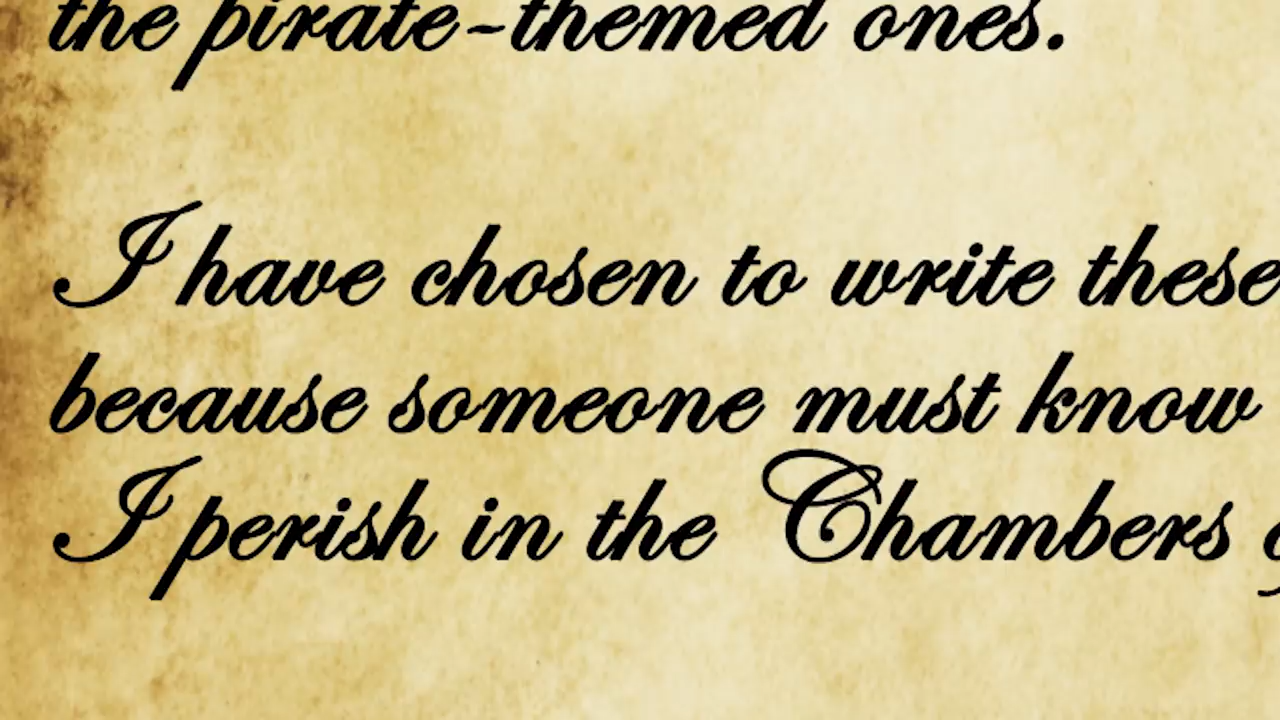 the pirate-themed ones.
I have chosen to write these
because someone must know
I perish in the Chambers